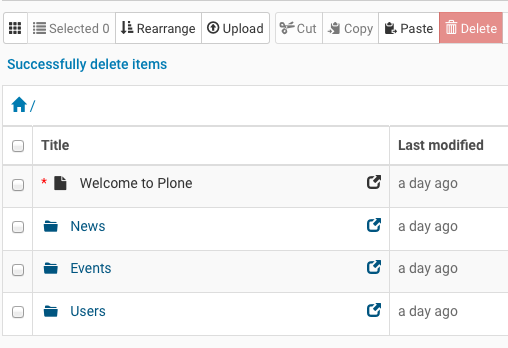 Selected 0 Rearrange Upload Cut Copy Paste Delete
Successfully delete items
/
Title Last modified
* Welcome to Plone a day ago
News a day ago
Events a day ago
Users a day ago